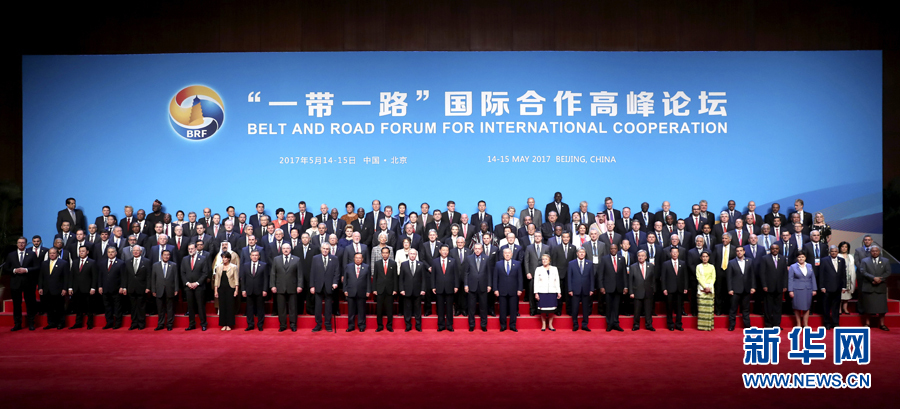 “一带一路”国际合作高峰论坛
BRF
BELT AND ROAD FORUM FOR INTERNATIONAL COOPERATION
2017年5月14-15日 中国·北京 14-15 MAY 2017 BEIJING, CHINA
新华网
WWW.NEWS.CN